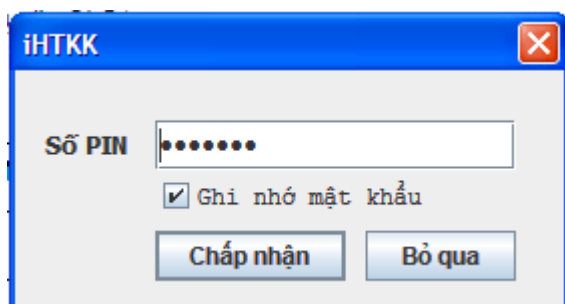 iHTKK
Số PIN •••••••
Ghi nhớ mật khẩu
Chấp nhận Bỏ qua